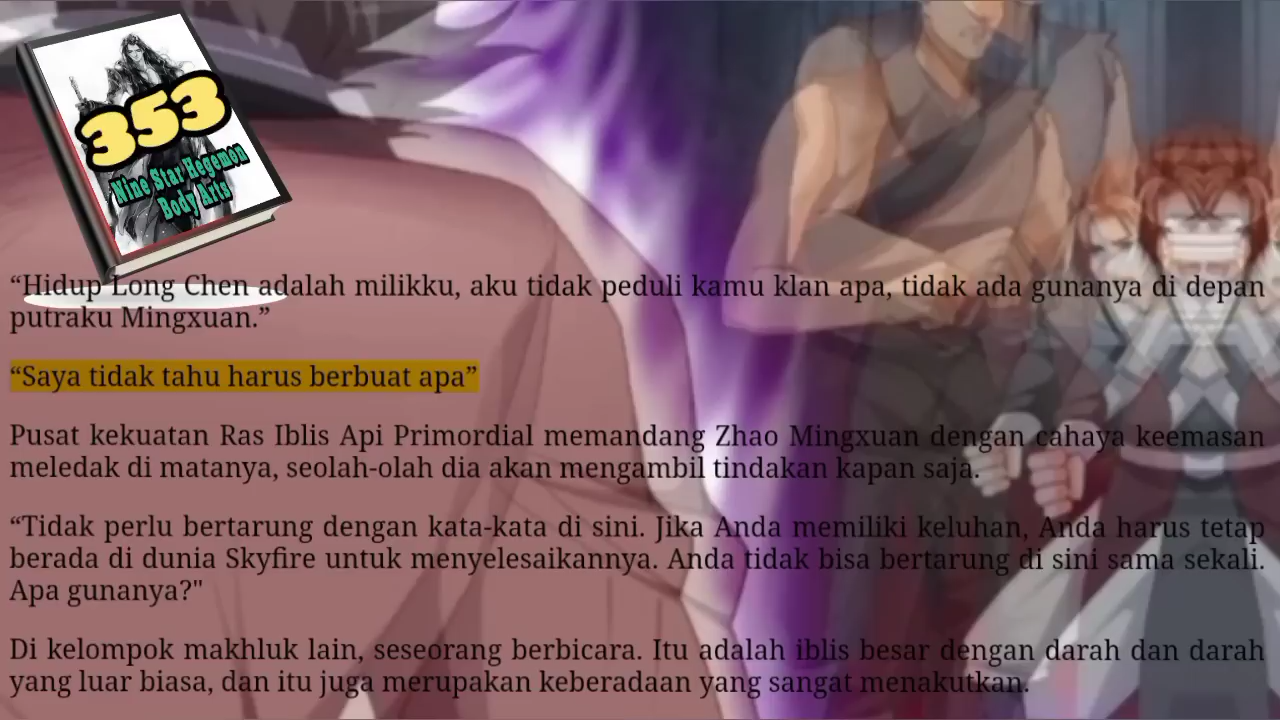 353
Nine Star Hegemon
Body Arts
“Hidup Long Chen adalah milikku, aku tidak peduli kamu klan apa, tidak ada gunanya di depan
putraku Mingxuan.”
“Saya tidak tahu harus berbuat apa”
Pusat kekuatan Ras Iblis Api Primordial memandang Zhao Mingxuan dengan cahaya keemasan
meledak di matanya, seolah-olah dia akan mengambil tindakan kapan saja.
“Tidak perlu bertarung dengan kata-kata di sini. Jika Anda memiliki keluhan, Anda harus tetap
berada di dunia Skyfire untuk menyelesaikannya. Anda tidak bisa bertarung di sini sama sekali.
Apa gunanya?"
Di kelompok makhluk lain, seseorang berbicara. Itu adalah iblis besar dengan darah dan darah
yang luar biasa, dan itu juga merupakan keberadaan yang sangat menakutkan.